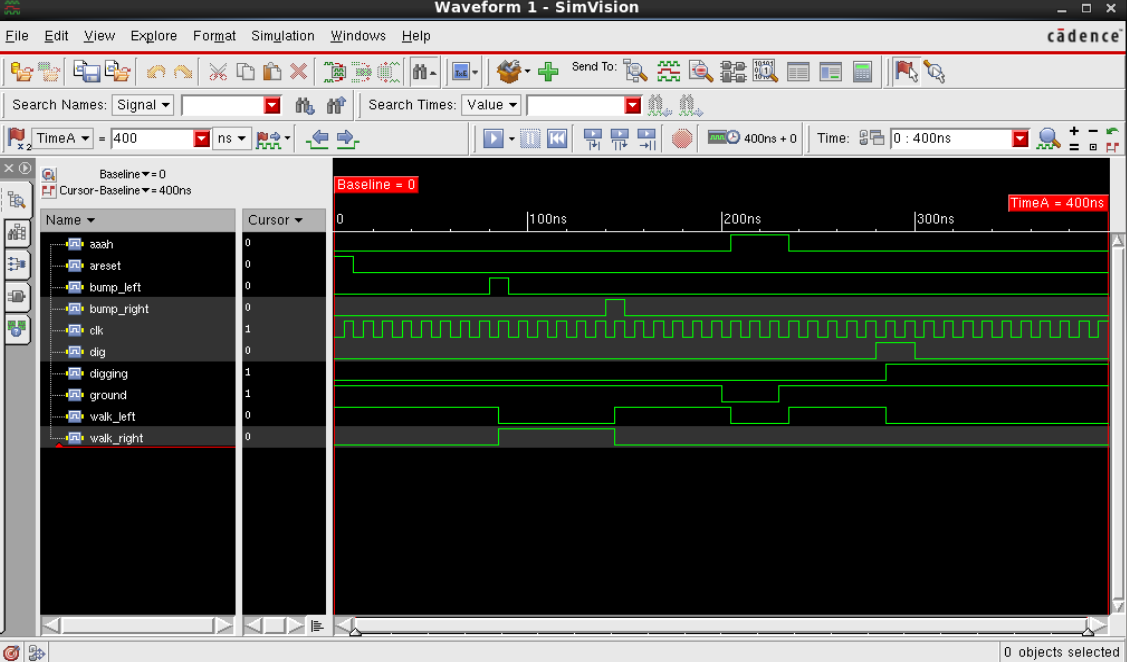 Waveform 1 - SimVision
File Edit View Explore Format Simulation Windows Help cādence
Send To:
Search Names: Signal Search Times: Value
TimeA = 400 ns 400ns + 0 Time: 0 : 400ns
Baseline = 0
Cursor-Baseline = 400ns
Baseline = 0
TimeA = 400ns
Name Cursor 0 100ns 200ns 300ns
aaah 0
areset 0
bump_left 0
bump_right 0
clk 1
dig 0
digging 1
ground 1
walk_left 0
walk_right 0
0 objects selected